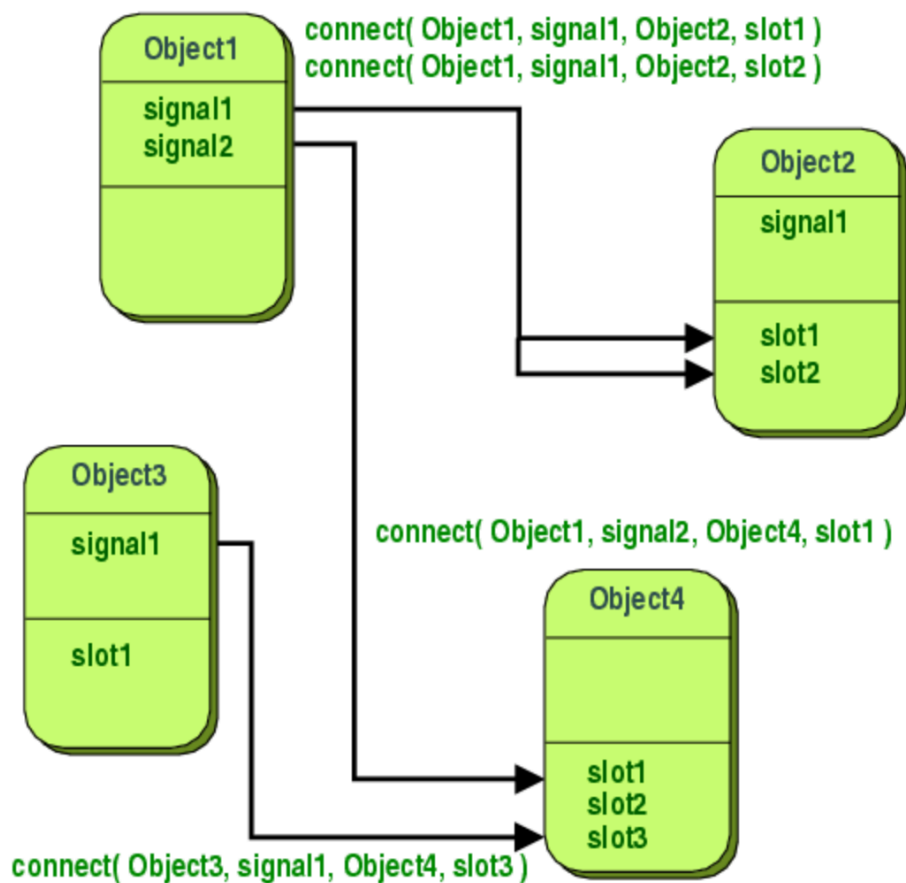 Object1
connect( Object1, signal1, Object2, slot1 )
connect( Object1, signal1, Object2, slot2 )
signal1
signal2
Object2
signal1
slot1
slot2
Object3
signal1
slot1
connect( Object1, signal2, Object4, slot1 )
Object4
slot1
slot2
slot3
connect( Object3, signal1, Object4, slot3 )